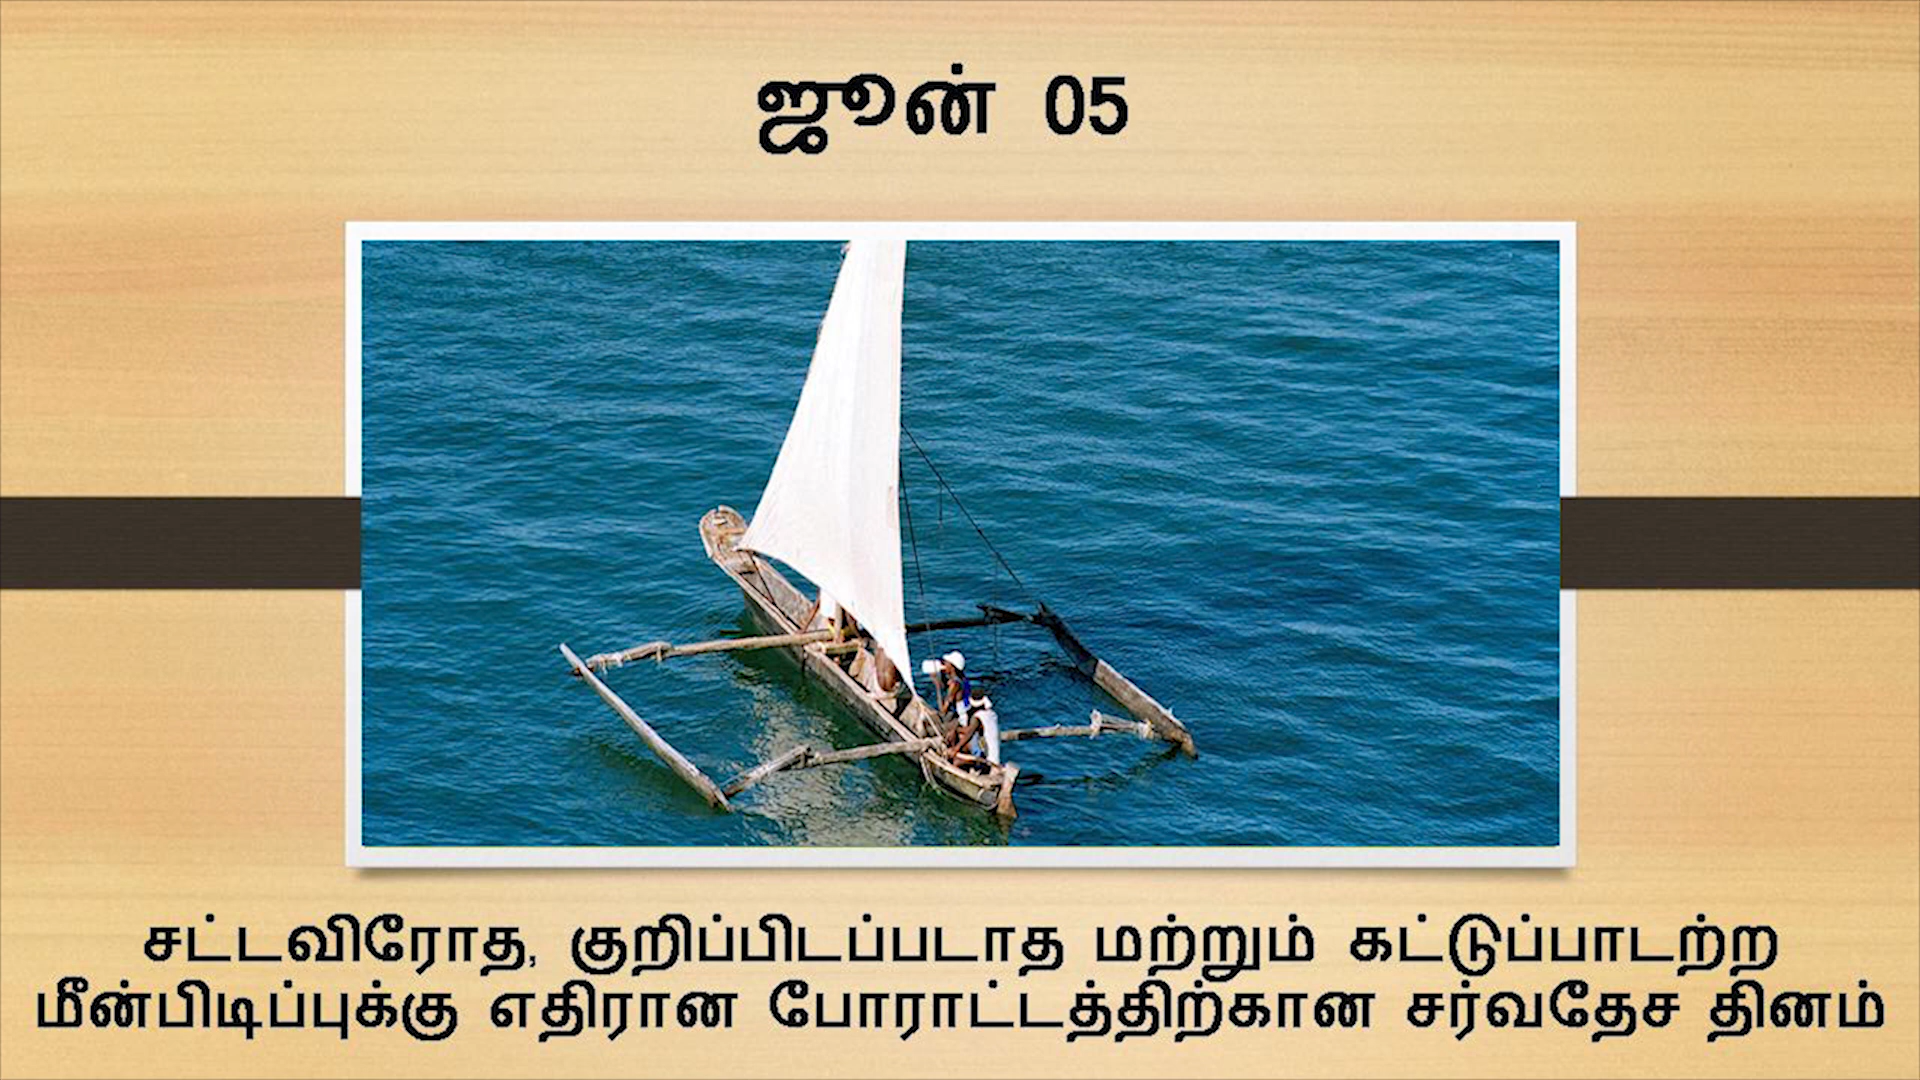 ஜூன் 05
சட்டவிரோத, குறிப்பிடப்படாத மற்றும் கட்டுப்பாடற்ற
மீன்பிடிப்புக்கு எதிரான போராட்டத்திற்கான சர்வதேச தினம்